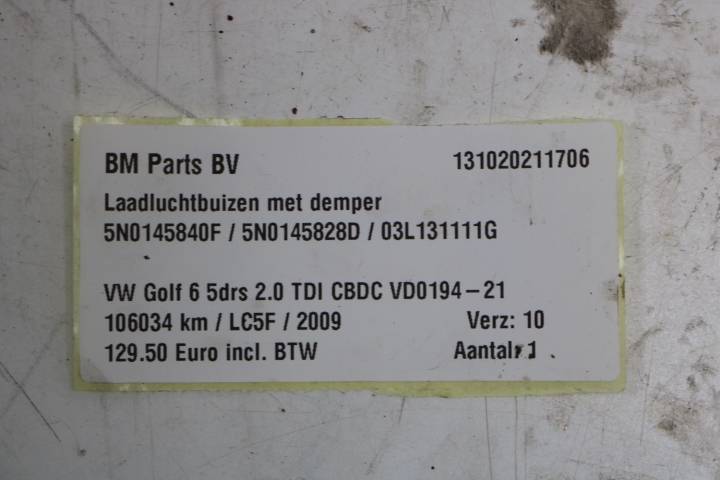 BM Parts BV 131020211706
Laadluchtbuizen met demper
5N0145840F / 5N0145828D / 03L131111G
VW Golf 6 5drs 2.0 TDI CBDC VD0194-21
106034 km / LC5F / 2009 Verz: 10
129.50 Euro incl. BTW Aantal: 1